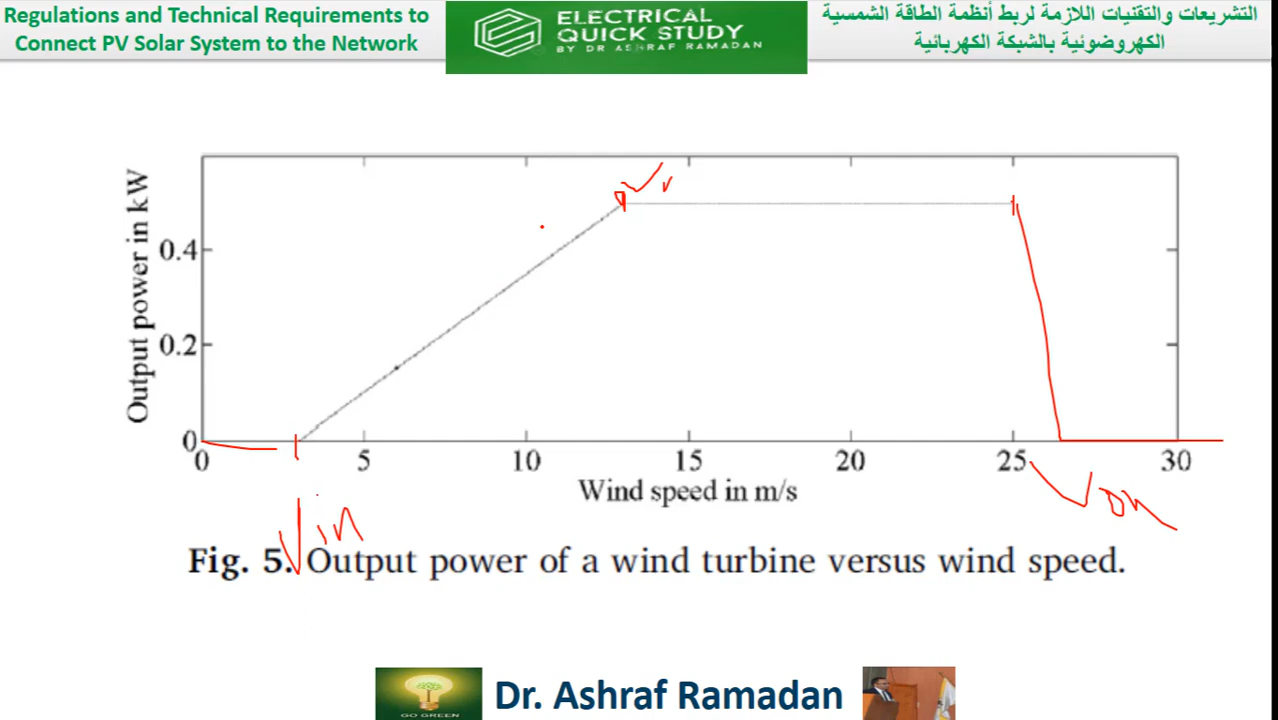 Regulations and Technical Requirements to
Connect PV Solar System to the Network
ELECTRICAL
QUICK STUDY
BY DR ASHRAF RAMADAN
التشريعات والتقنيات اللازمة لربط أنظمة الطاقة الشمسية
الكهروضوئية بالشبكة الكهربائية
Output power in kW
0.4
0.2
0
Vr
0 5 10 15 20 25 30
Wind speed in m/s
Vin
Fig. 5. Output power of a wind turbine versus wind speed.
GO GREEN
Dr. Ashraf Ramadan